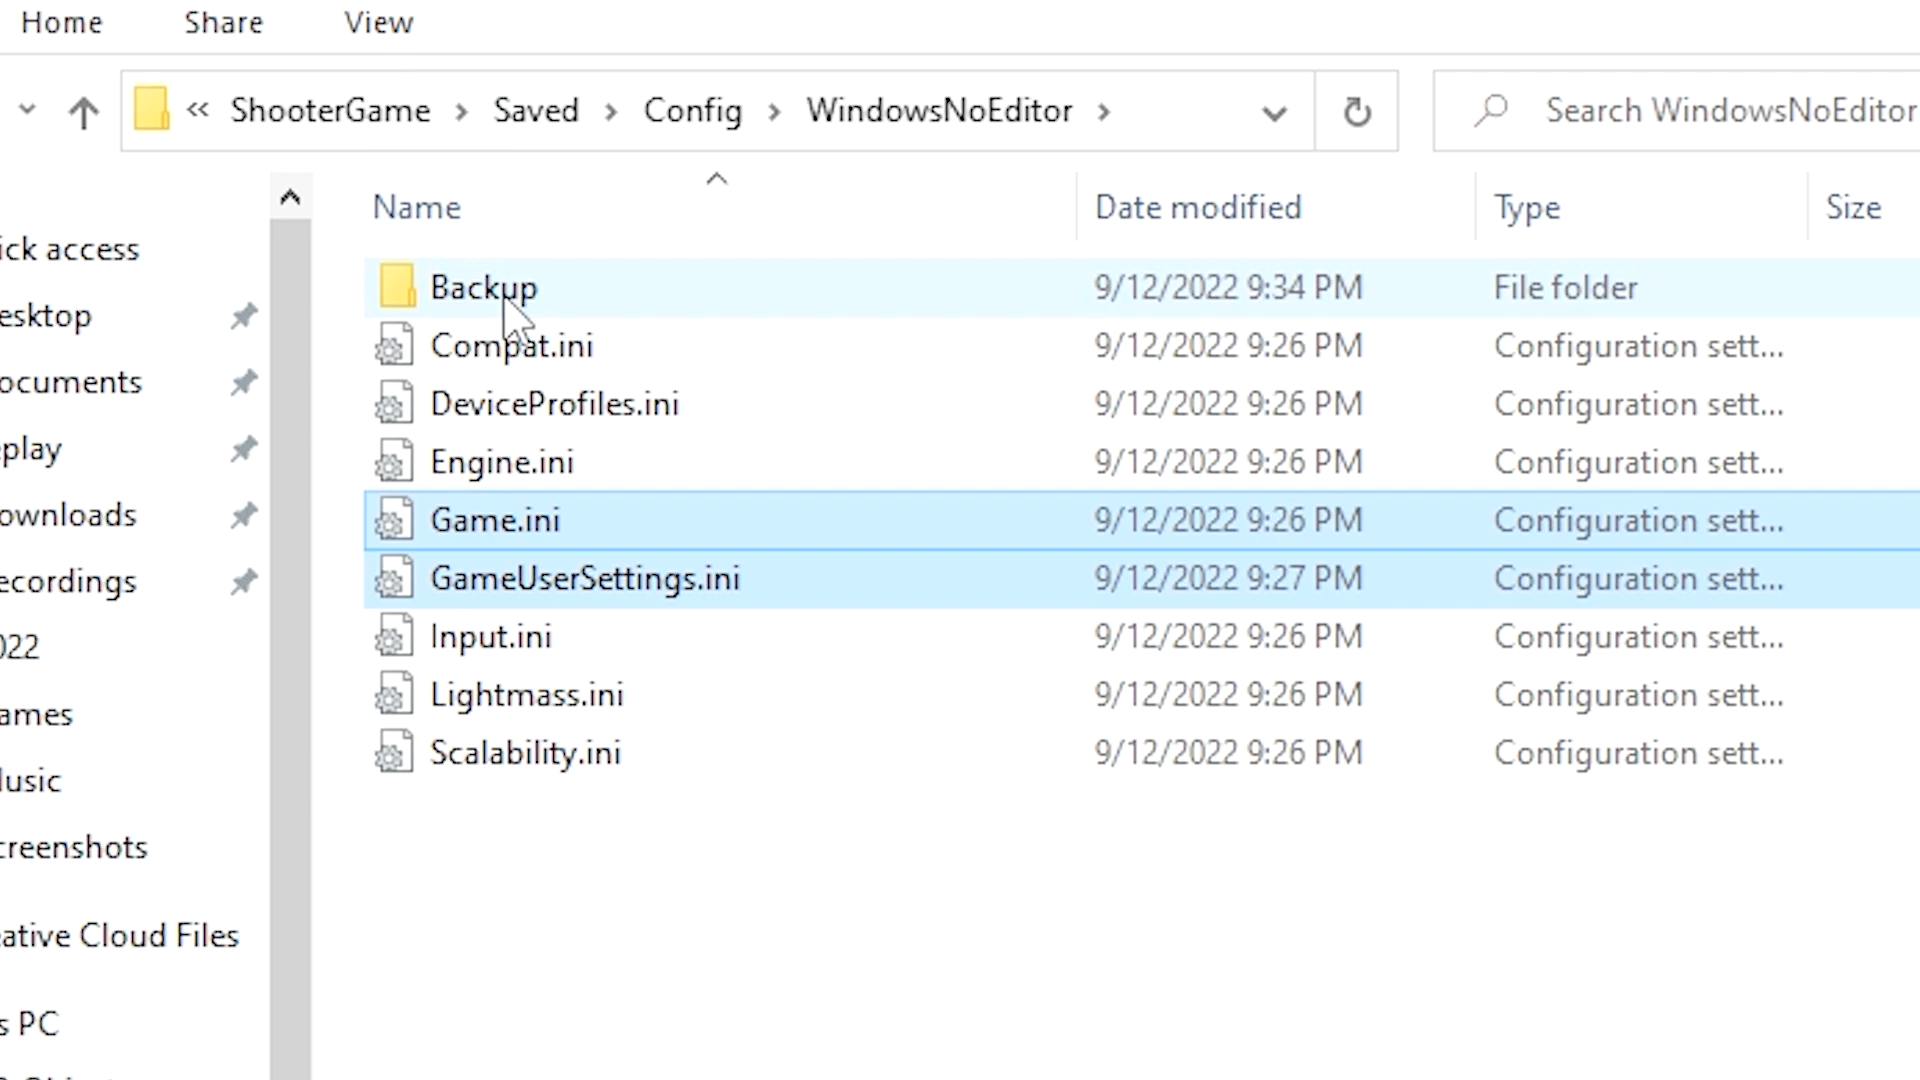 Home Share View
« ShooterGame > Saved > Config > WindowsNoEditor > Search WindowsNoEditor
Name Date modified Type Size
ick access
esktop
ocuments
play
ownloads
ecordings
022
ames
usic
creenshots
eative Cloud Files
s PC
Backup 9/12/2022 9:34 PM File folder
Compat.ini 9/12/2022 9:26 PM Configuration sett...
DeviceProfiles.ini 9/12/2022 9:26 PM Configuration sett...
Engine.ini 9/12/2022 9:26 PM Configuration sett...
Game.ini 9/12/2022 9:26 PM Configuration sett...
GameUserSettings.ini 9/12/2022 9:27 PM Configuration sett...
Input.ini 9/12/2022 9:26 PM Configuration sett...
Lightmass.ini 9/12/2022 9:26 PM Configuration sett...
Scalability.ini 9/12/2022 9:26 PM Configuration sett...